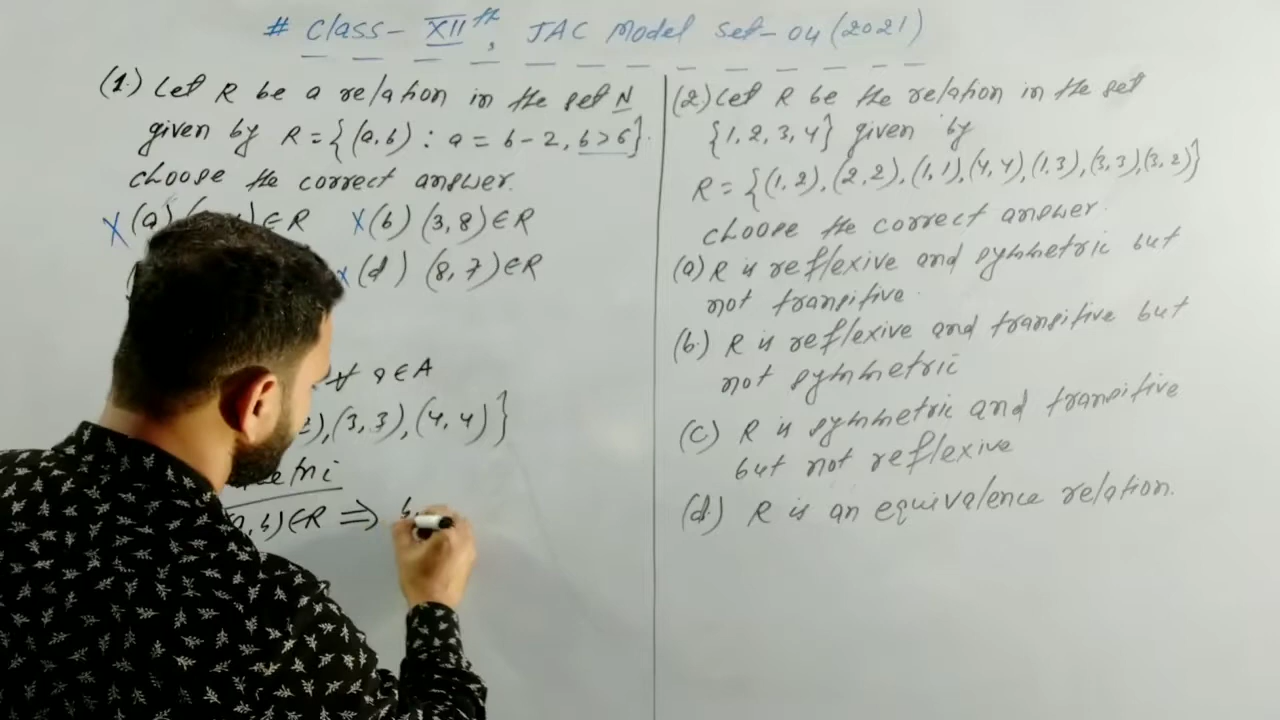 # Class - XIIth, JAC Model set - 04 (2021)
(1.) Let R be a relation in the set N
given by R = {(a, b) : a = b - 2, b > 6}.
choose the correct answer.
X (a) ∈ R X (b) (3, 8) ∈ R
x (d) (8, 7) ∈ R
∀ a ∈ A
), (3, 3), (4, 4)}
, b) ∈ R ⇒
(2.) Let R be the relation in the set
{1, 2, 3, 4} given by
R = {(1, 2), (2, 2), (1, 1), (4, 4), (1, 3), (3, 3), (3, 2)}
choose the correct answer.
(a) R is reflexive and symmetric but
not transitive.
(b.) R is reflexive and transitive but
not symmetric
(c) R is symmetric and transitive
but not reflexive
(d.) R is an equivalence relation.